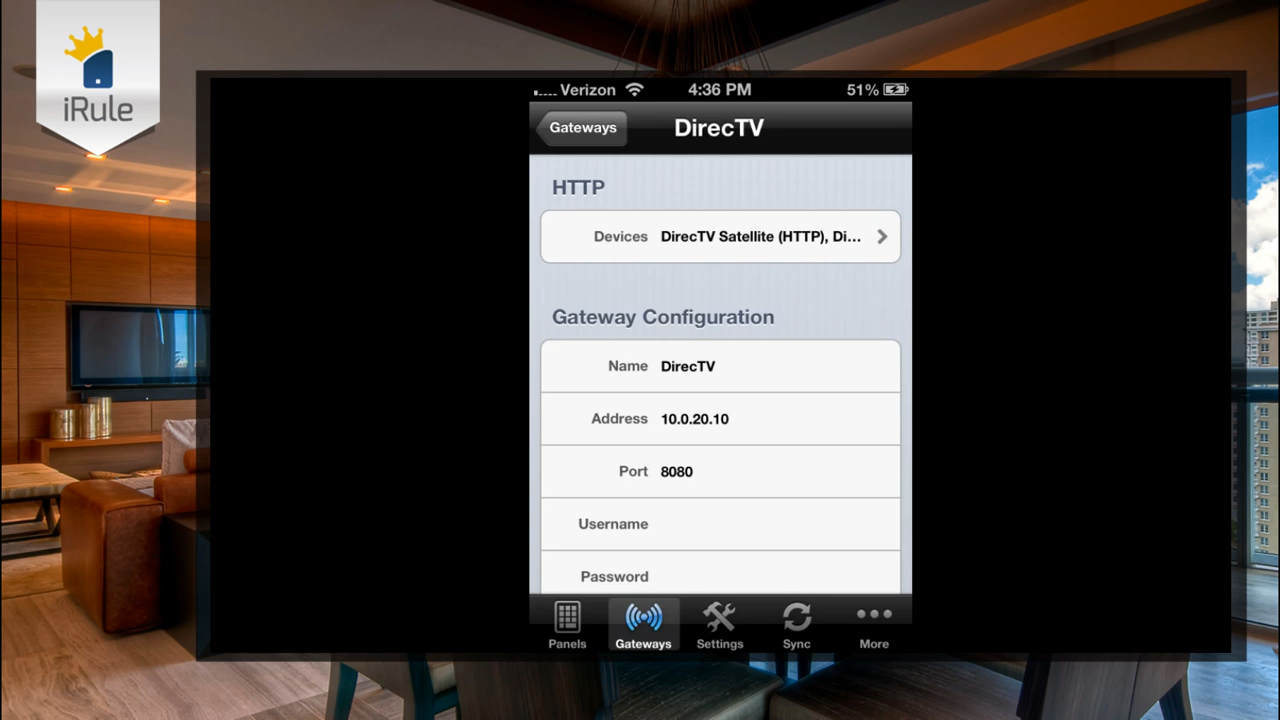 iRule
Verizon 4:36 PM 51%
Gateways DirecTV
HTTP
Devices DirecTV Satellite (HTTP), Di...
Gateway Configuration
Name DirecTV
Address 10.0.20.10
Port 8080
Username
Password
Panels Gateways Settings Sync More